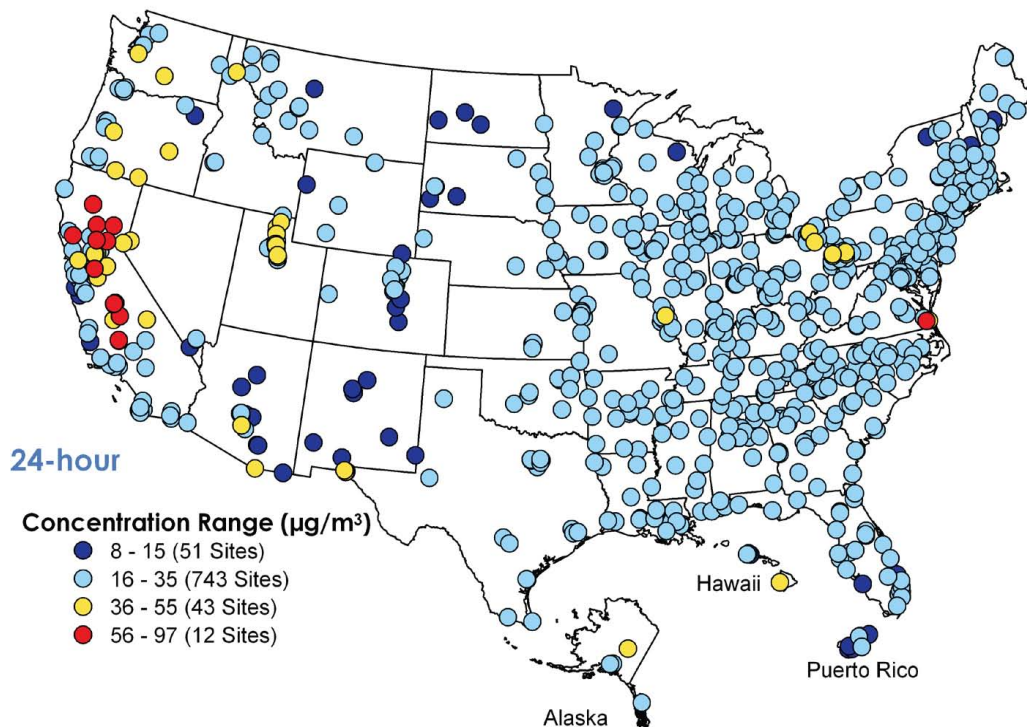 24-hour
Concentration Range (µg/m³)
8 - 15 (51 Sites)
16 - 35 (743 Sites)
36 - 55 (43 Sites)
56 - 97 (12 Sites)
Hawaii
Puerto Rico
Alaska